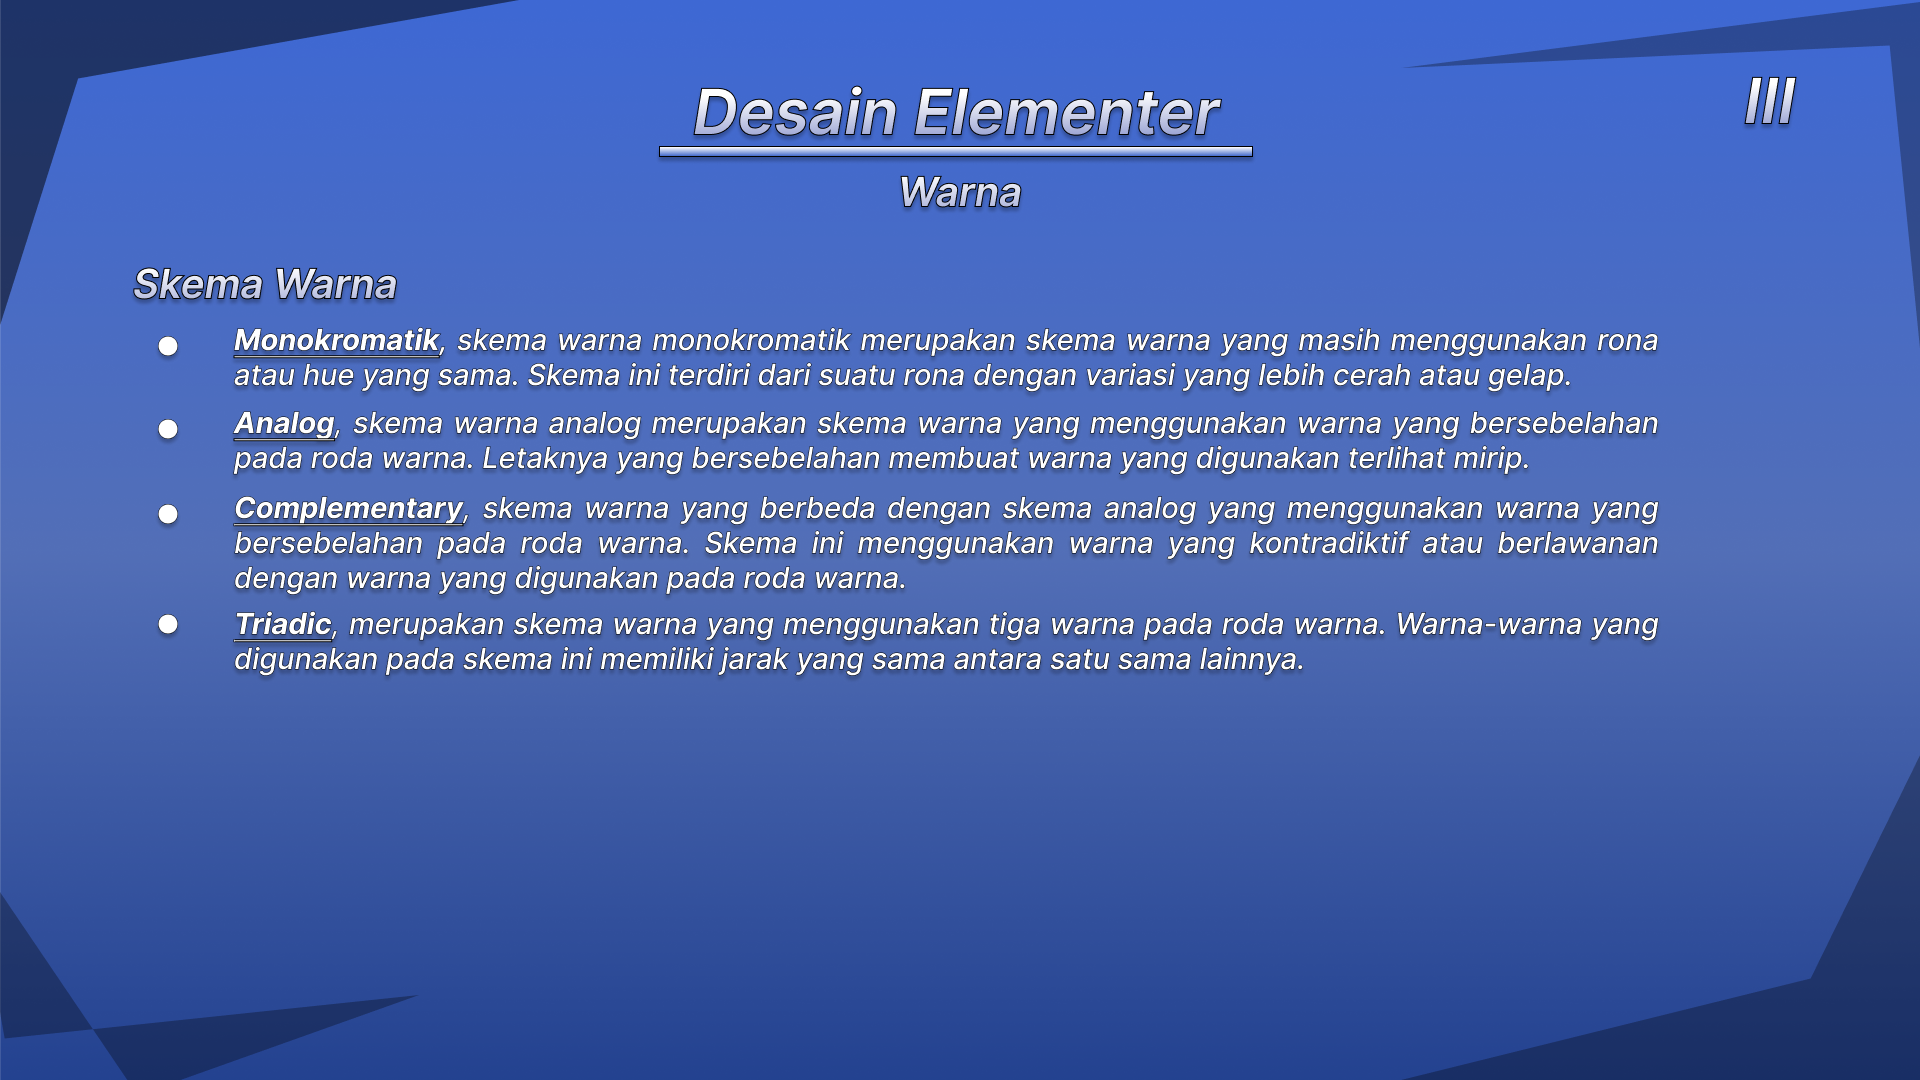 Desain Elementer
III
Warna
Skema Warna
● Monokromatik, skema warna monokromatik merupakan skema warna yang masih menggunakan rona
atau hue yang sama. Skema ini terdiri dari suatu rona dengan variasi yang lebih cerah atau gelap.
● Analog, skema warna analog merupakan skema warna yang menggunakan warna yang bersebelahan
pada roda warna. Letaknya yang bersebelahan membuat warna yang digunakan terlihat mirip.
● Complementary, skema warna yang berbeda dengan skema analog yang menggunakan warna yang
bersebelahan pada roda warna. Skema ini menggunakan warna yang kontradiktif atau berlawanan
dengan warna yang digunakan pada roda warna.
● Triadic, merupakan skema warna yang menggunakan tiga warna pada roda warna. Warna-warna yang
digunakan pada skema ini memiliki jarak yang sama antara satu sama lainnya.